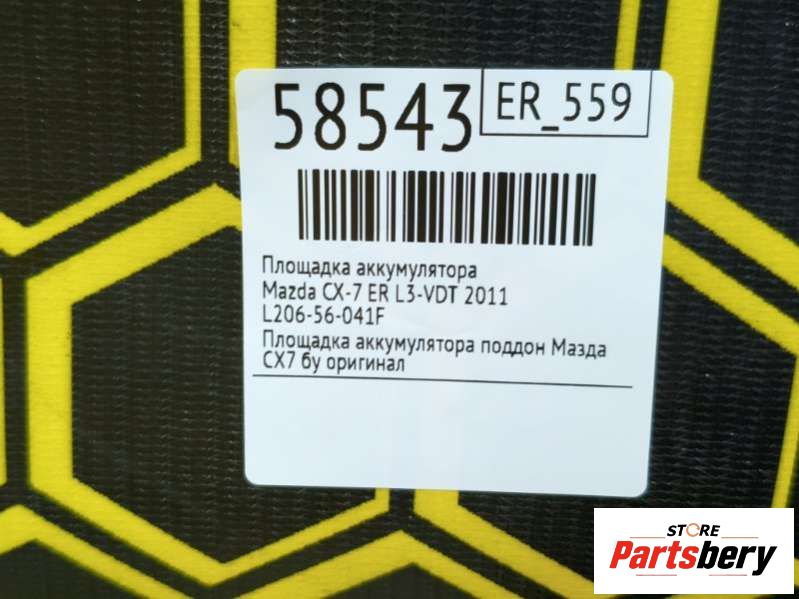 58543
ER_559
Площадка аккумулятора
Mazda CX-7 ER L3-VDT 2011
L206-56-041F
Площадка аккумулятора поддон Мазда
СХ7 бу оригинал
STORE
Partsbery